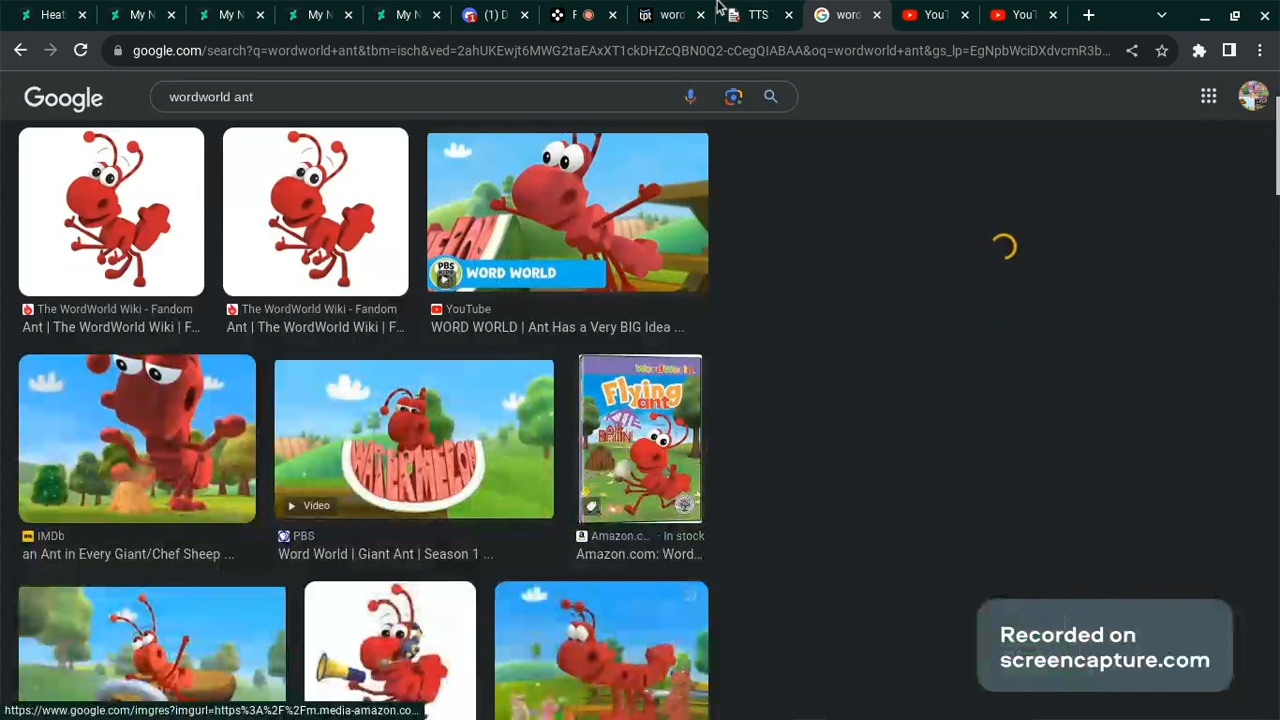 Heat
My N
My N
My N
My N
(1) D
F
word
TTS
word
YouT
YouT
google.com/search?q=wordworld+ant&tbm=isch&ved=2ahUKEwjt6MWG2taEAxXT1ckDHZcQBN0Q2-cCegQIABAA&oq=wordworld+ant&gs_lp=EgNpbWciDXdvcmR3b...
Google
wordworld ant
PBS KIDS
WORD WORLD
The WordWorld Wiki - Fandom
The WordWorld Wiki - Fandom
YouTube
Ant | The WordWorld Wiki | F...
Ant | The WordWorld Wiki | F...
WORD WORLD | Ant Has a Very BIG Idea ...
WordWorld
Flying
ant
WATERMELON
Video
IMDb
PBS
Amazon.c... · In stock
an Ant in Every Giant/Chef Sheep ...
Word World | Giant Ant | Season 1 ...
Amazon.com: Word...
Recorded on
screencapture.com
https://www.google.com/imgres?imgurl=https%3A%2F%2Fm.media-amazon.co...